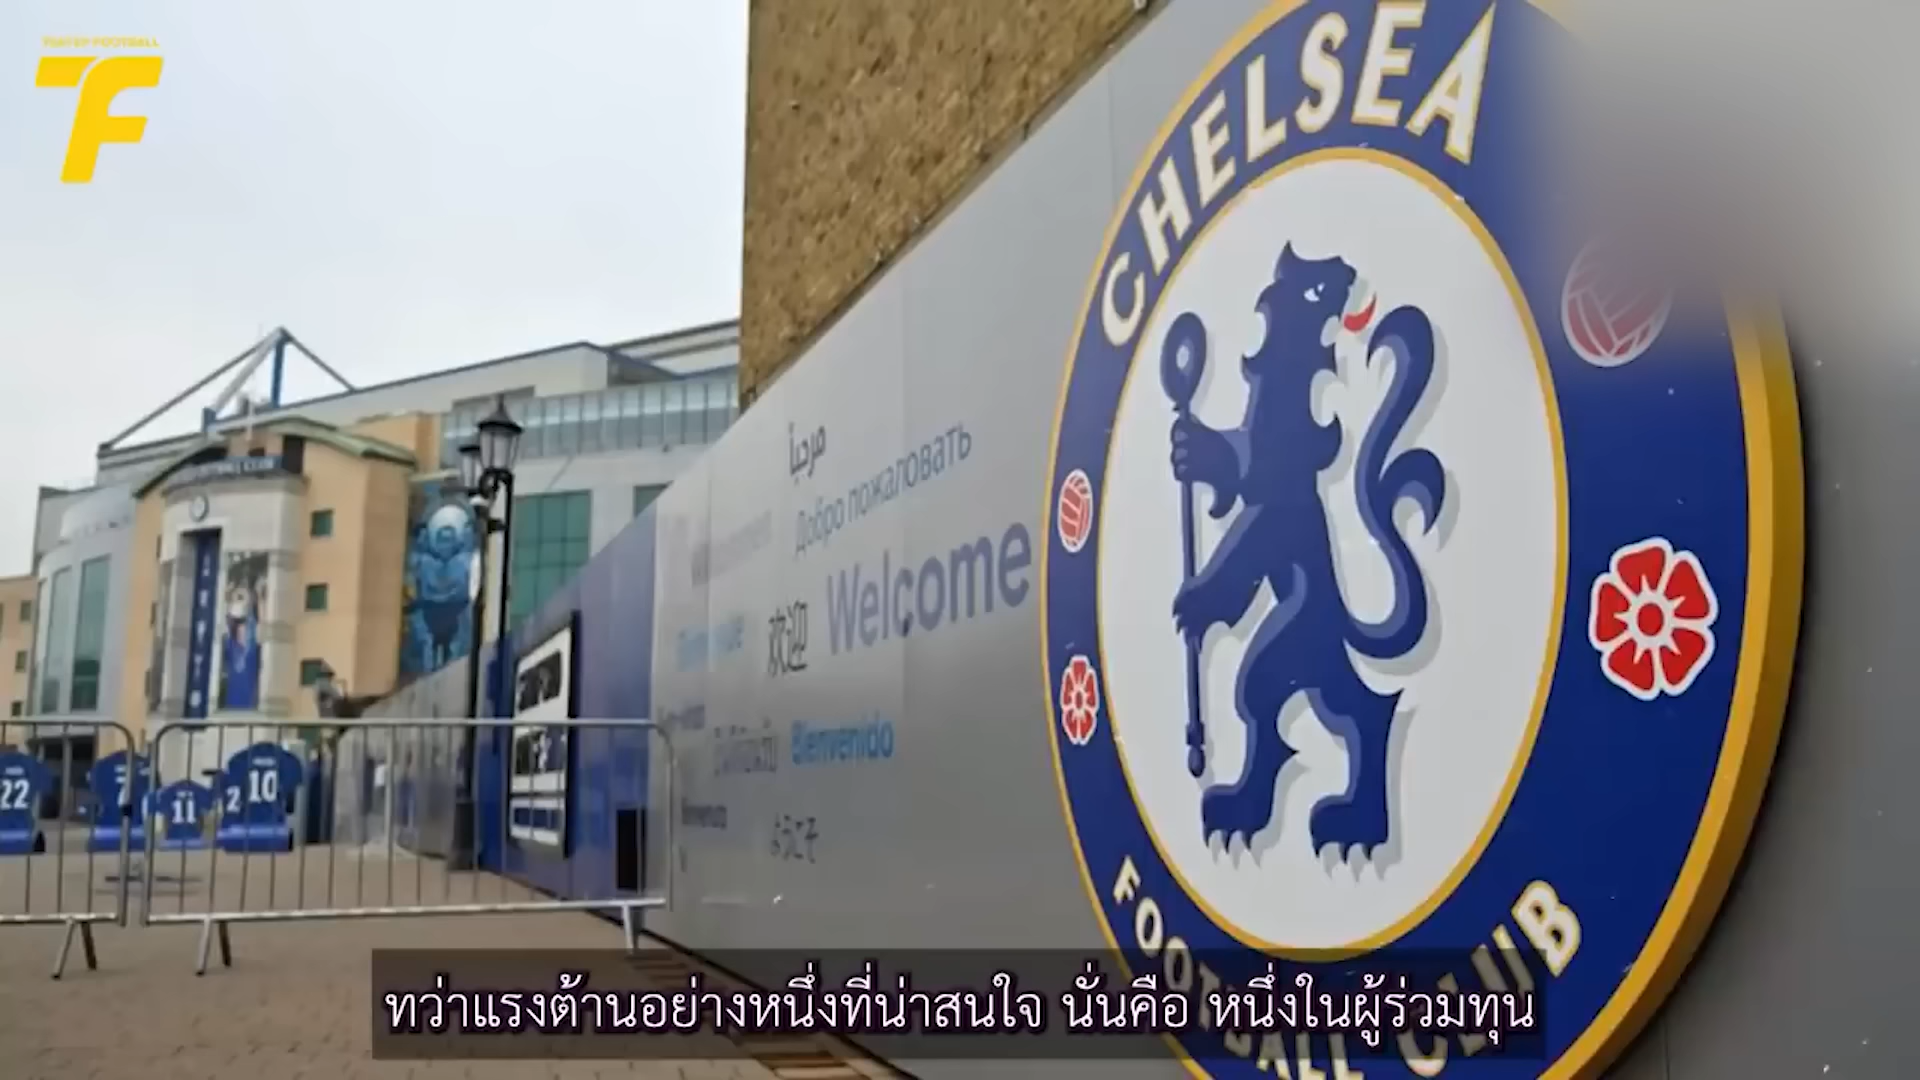 CHELSEA
FOOTBALL CLUB
مرحباً
Добро пожаловать
Welcome
欢迎
Bienvenido
ようこそ
22
7
11
2
10
ทว่าแรงต้านอย่างหนึ่งที่น่าสนใจ นั่นคือ หนึ่งในผู้ร่วมทุน